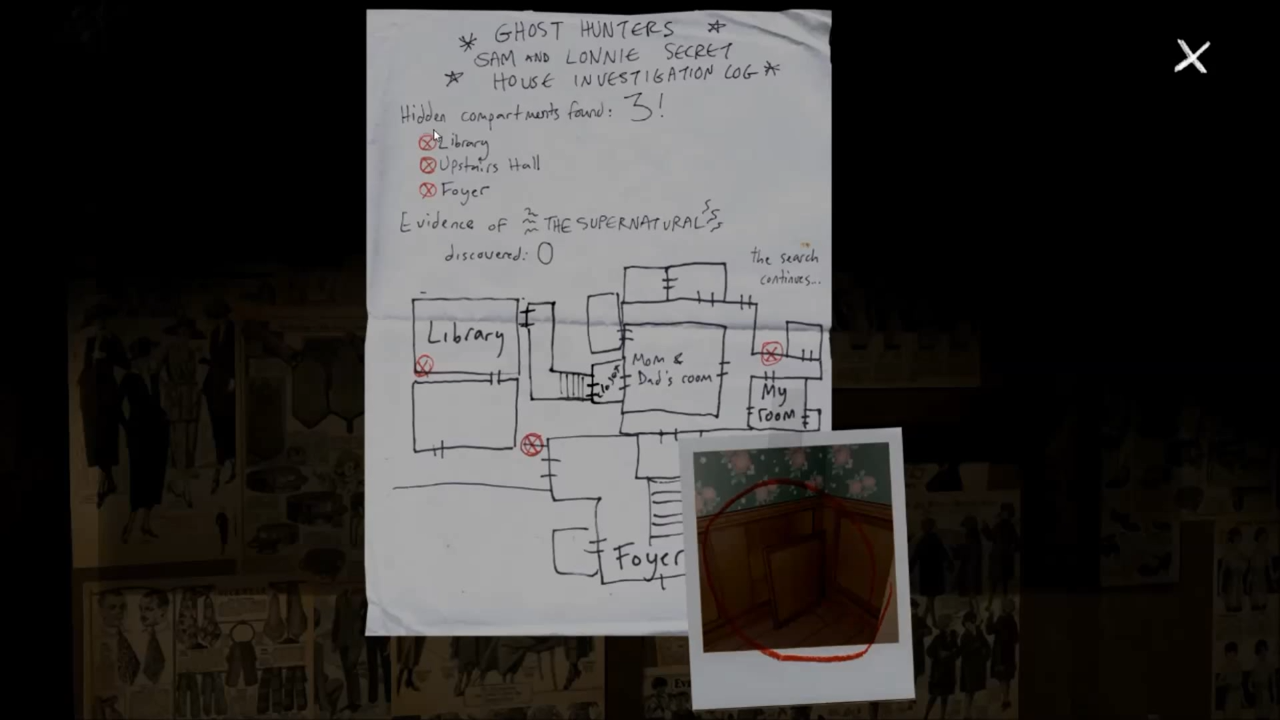 GHOST HUNTERS
SAM AND LONNIE SECRET
HOUSE INVESTIGATION LOG
Hidden compartments found: 3!
Library
Upstairs Hall
Foyer
Evidence of THE SUPERNATURAL
discovered: 0
the search
continues...
Library
Mom &
Dad's room
My
room
Foyer